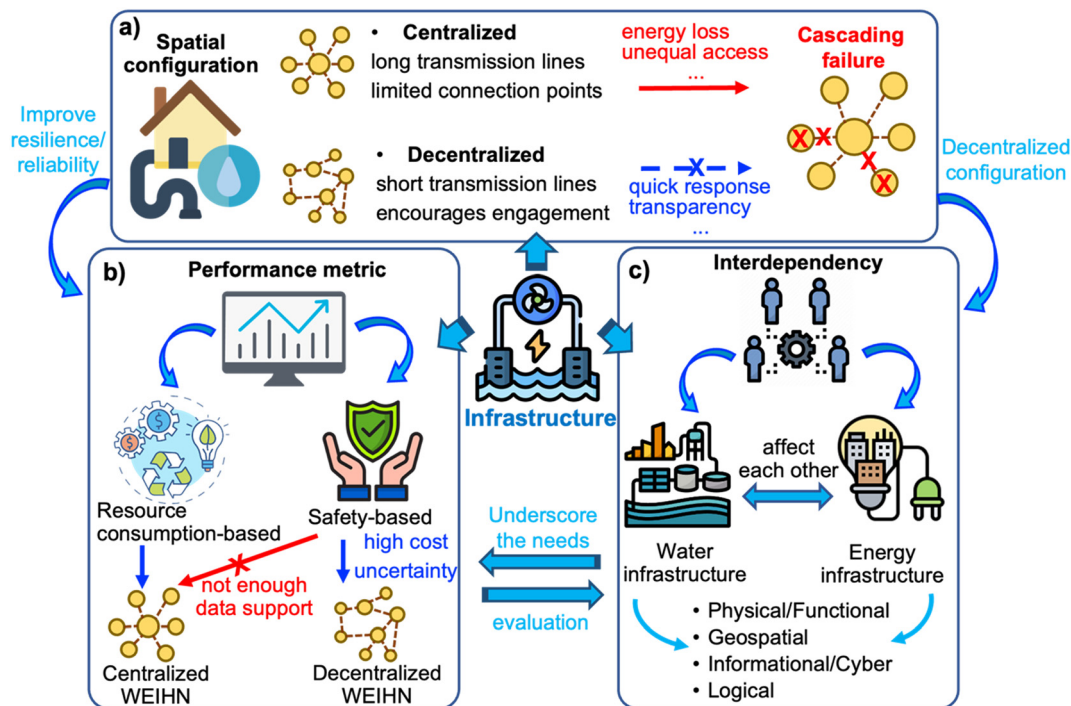 a)
Spatial
configuration
• Centralized
long transmission lines
limited connection points
energy loss
unequal access
...
Cascading
failure
X X
X
X
• Decentralized
short transmission lines
encourages engagement
X
quick response
transparency
...
Improve
resilience/
reliability
Decentralized
configuration
b)
Performance metric
$
$
Resource
consumption-based
Safety-based
high cost
uncertainty
X
not enough
data support
Centralized
WEIHN
Decentralized
WEIHN
Infrastructure
Underscore
the needs
evaluation
c)
Interdependency
affect
each other
Water
infrastructure
Energy
infrastructure
• Physical/Functional
• Geospatial
• Informational/Cyber
• Logical